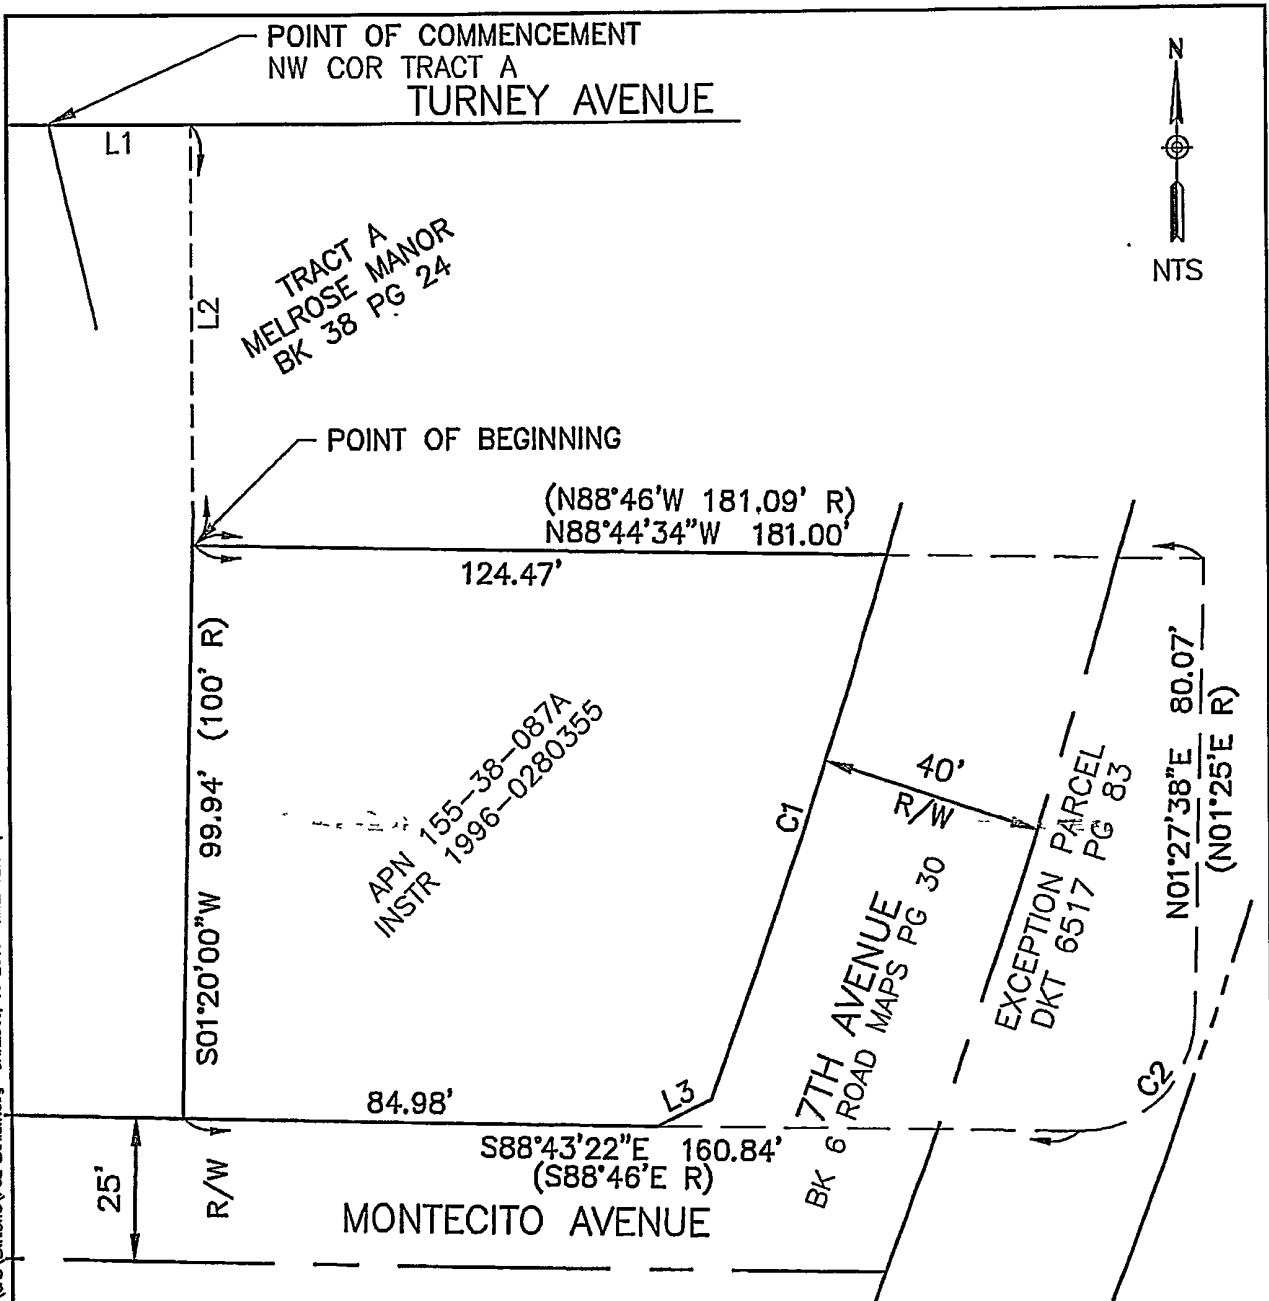 POINT OF COMMENCEMENT
NW COR TRACT A
TURNEY AVENUE
N
NTS
L1
L2
TRACT A
MELROSE MANOR
BK 38 PG 24
POINT OF BEGINNING
(N88°46'W 181.09' R)
N88°44'34"W 181.00'
124.47'
S01°20'00"W 99.94' (100' R)
APN 155-38-087A
INSTR 1996-0280355
C1
40'
R/W
7TH AVENUE
BK 6 ROAD MAPS PG 30
EXCEPTION PARCEL
DKT 6517 PG 83
N01°27'38"E 80.07'
(N01°25'E R)
C2
L3
84.98'
S88°43'22"E 160.84'
(S88°46'E R)
25'
R/W
MONTECITO AVENUE